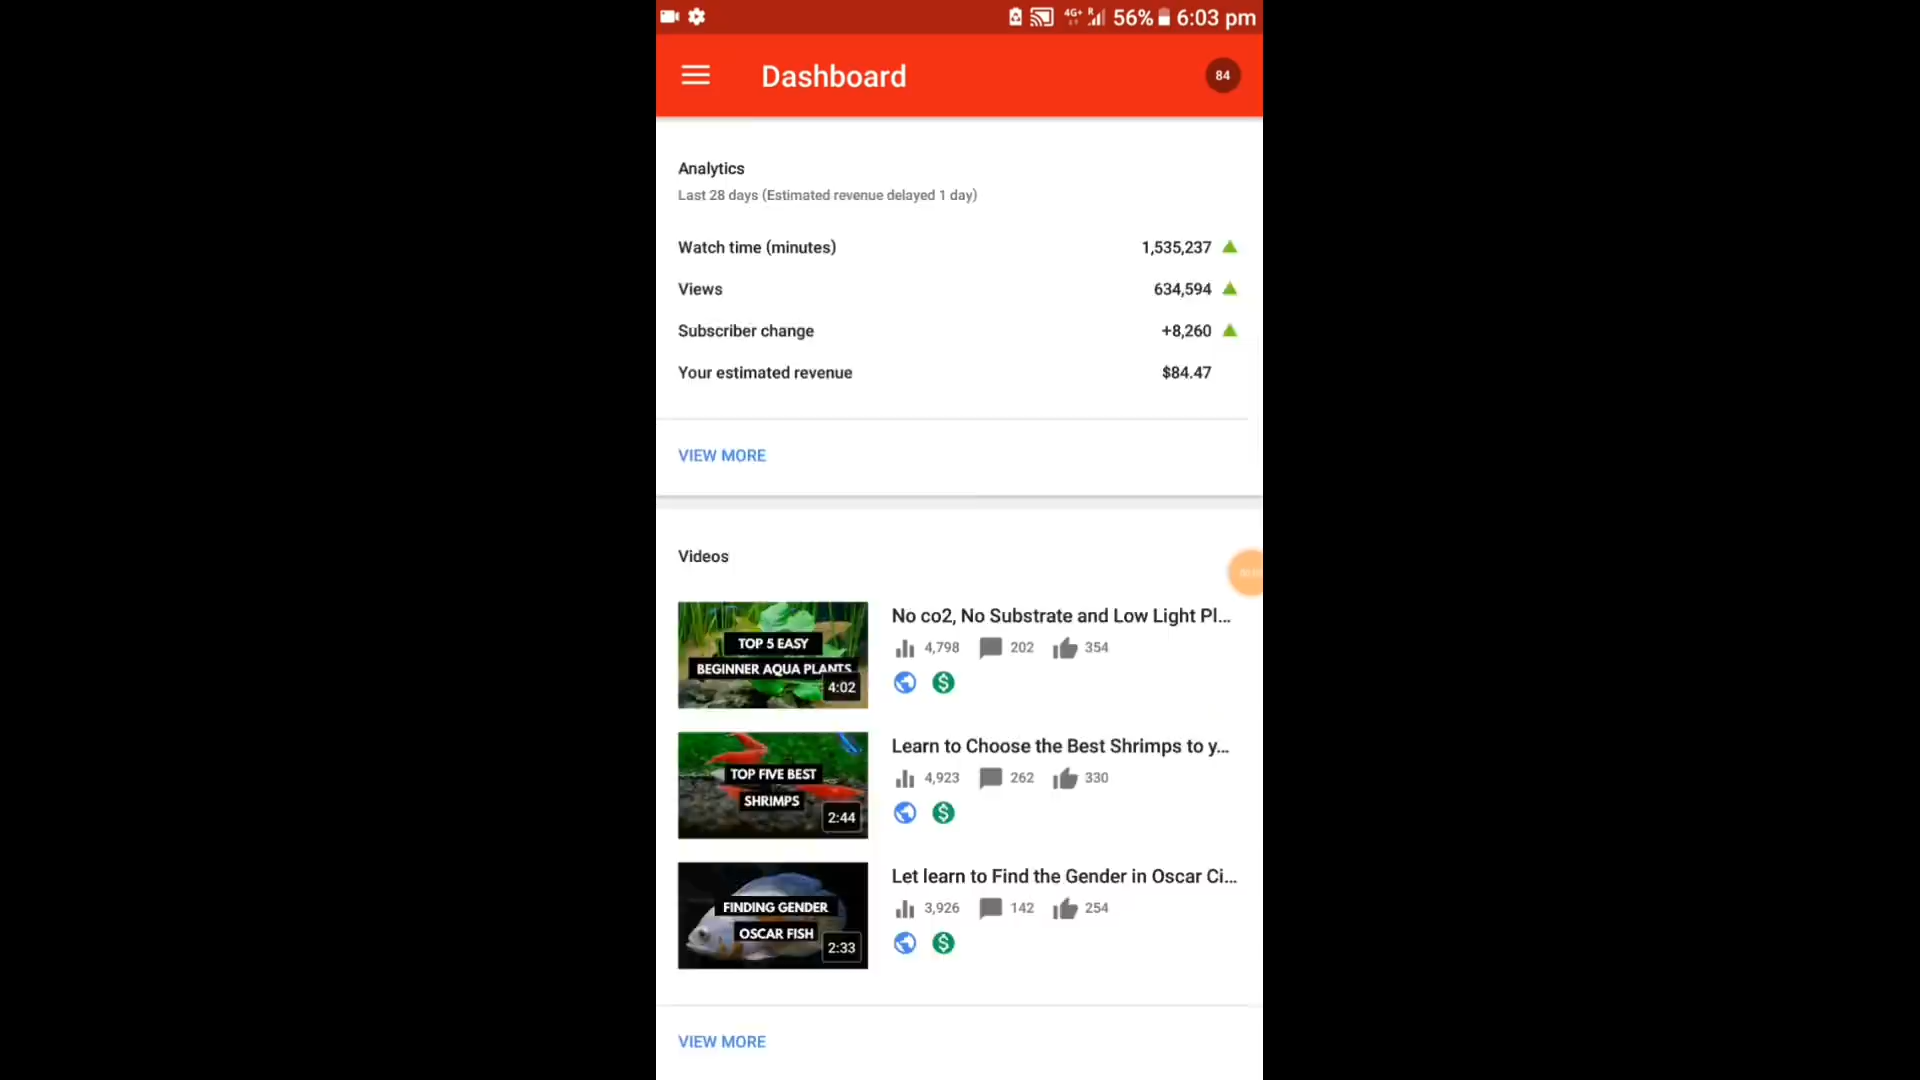 4G+ R 56% 6:03 pm
Dashboard
84
Analytics
Last 28 days (Estimated revenue delayed 1 day)
Watch time (minutes) 1,535,237
Views 634,594
Subscriber change +8,260
Your estimated revenue $84.47
VIEW MORE
Videos
TOP 5 EASY
BEGINNER AQUA PLANTS
4:02
No co2, No Substrate and Low Light Pl...
4,798 202 354
TOP FIVE BEST
SHRIMPS
2:44
Learn to Choose the Best Shrimps to y...
4,923 262 330
FINDING GENDER
OSCAR FISH
2:33
Let learn to Find the Gender in Oscar Ci...
3,926 142 254
VIEW MORE